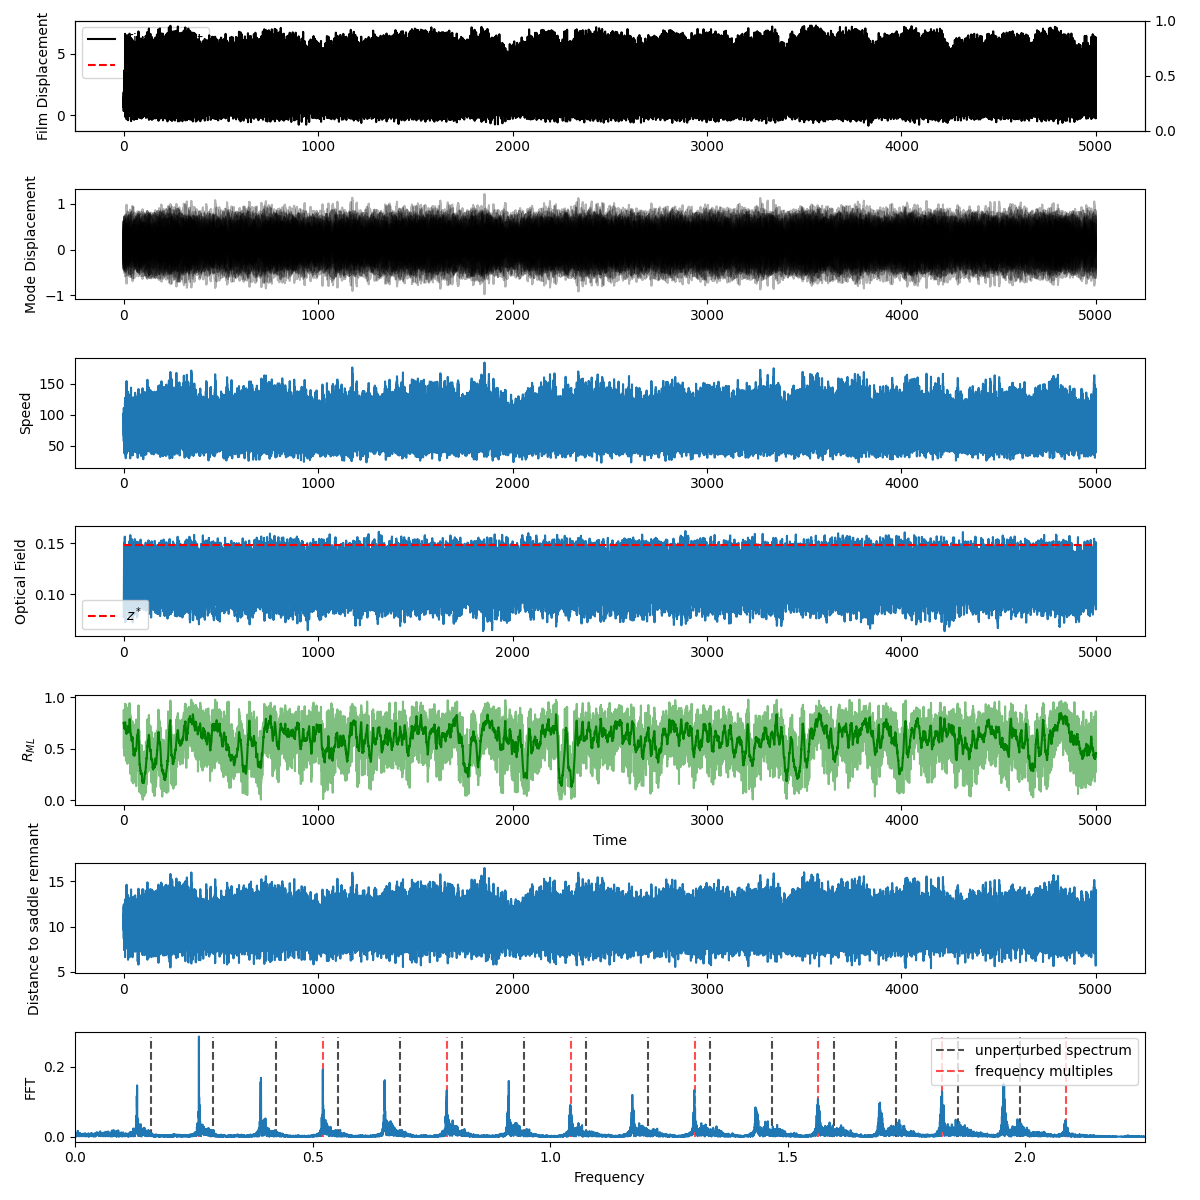 Film Displacement
5
0
1.0
0.5
0.0
0 1000 2000 3000 4000 5000
Mode Displacement
1
0
−1
0 1000 2000 3000 4000 5000
Speed
150
100
50
0 1000 2000 3000 4000 5000
Optical Field
0.15
0.10
z*
0 1000 2000 3000 4000 5000
R_ML
1.0
0.5
0.0
0 1000 2000 3000 4000 5000
Time
Distance to saddle remnant
15
10
5
0 1000 2000 3000 4000 5000
FFT
0.2
0.0
unperturbed spectrum
frequency multiples
0.0 0.5 1.0 1.5 2.0
Frequency